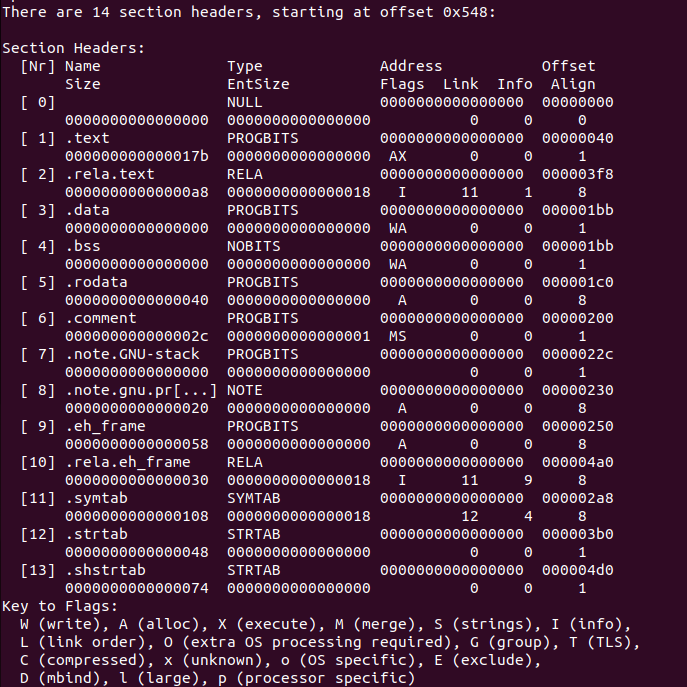 There are 14 section headers, starting at offset 0x548:

Section Headers:
  [Nr] Name              Type             Address           Offset
       Size              EntSize          Flags  Link  Info  Align
  [ 0]                   NULL             0000000000000000  00000000
       0000000000000000  0000000000000000           0     0     0
  [ 1] .text             PROGBITS         0000000000000000  00000040
       000000000000017b  0000000000000000  AX       0     0     1
  [ 2] .rela.text        RELA             0000000000000000  000003f8
       00000000000000a8  0000000000000018   I      11     1     8
  [ 3] .data             PROGBITS         0000000000000000  000001bb
       0000000000000000  0000000000000000  WA       0     0     1
  [ 4] .bss              NOBITS           0000000000000000  000001bb
       0000000000000000  0000000000000000  WA       0     0     1
  [ 5] .rodata           PROGBITS         0000000000000000  000001c0
       0000000000000040  0000000000000000   A       0     0     8
  [ 6] .comment          PROGBITS         0000000000000000  00000200
       000000000000002c  0000000000000001  MS       0     0     1
  [ 7] .note.GNU-stack   PROGBITS         0000000000000000  0000022c
       0000000000000000  0000000000000000           0     0     1
  [ 8] .note.gnu.pr[...] NOTE             0000000000000000  00000230
       0000000000000020  0000000000000000   A       0     0     8
  [ 9] .eh_frame         PROGBITS         0000000000000000  00000250
       0000000000000058  0000000000000000   A       0     0     8
  [10] .rela.eh_frame    RELA             0000000000000000  000004a0
       0000000000000030  0000000000000018   I      11     9     8
  [11] .symtab           SYMTAB           0000000000000000  000002a8
       0000000000000108  0000000000000018          12     4     8
  [12] .strtab           STRTAB           0000000000000000  000003b0
       0000000000000048  0000000000000000           0     0     1
  [13] .shstrtab         STRTAB           0000000000000000  000004d0
       0000000000000074  0000000000000000           0     0     1
Key to Flags:
  W (write), A (alloc), X (execute), M (merge), S (strings), I (info),
  L (link order), O (extra OS processing required), G (group), T (TLS),
  C (compressed), x (unknown), o (OS specific), E (exclude),
  D (mbind), l (large), p (processor specific)